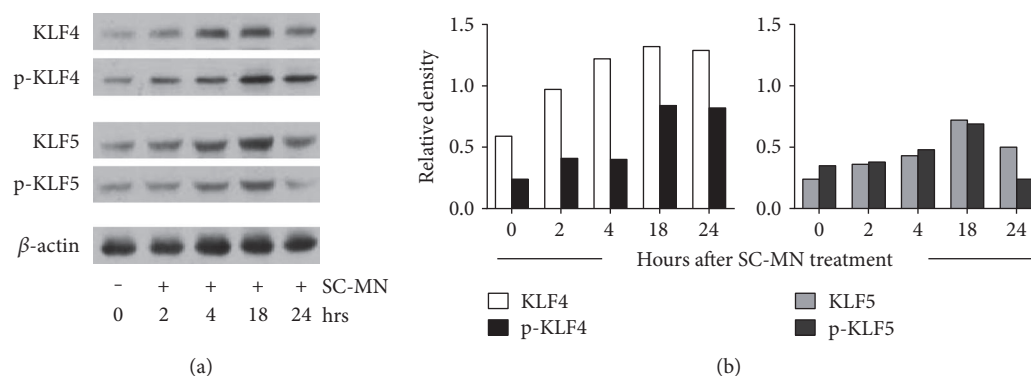 KLF4
p-KLF4
KLF5
p-KLF5
β-actin
- + + + + SC-MN
0 2 4 18 24 hrs
(a)
Relative density
1.5
1.0
0.5
0.0
0 2 4 18 24
1.5
1.0
0.5
0.0
0 2 4 18 24
Hours after SC-MN treatment
KLF4
p-KLF4
KLF5
p-KLF5
(b)